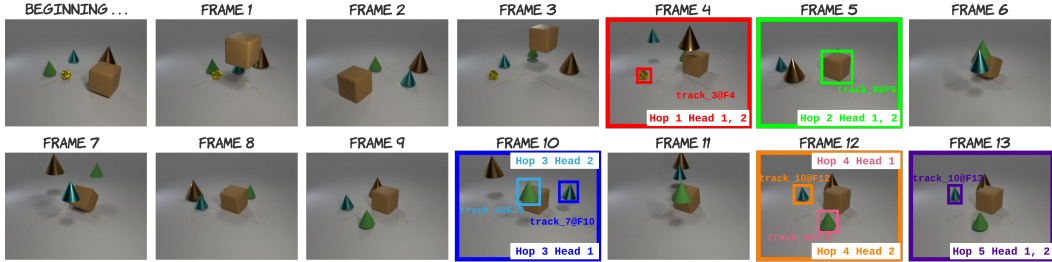 BEGINNING ...
FRAME 1
FRAME 2
FRAME 3
FRAME 4
FRAME 5
FRAME 6
track_3@F4
Hop 1 Head 1, 2
Hop 2 Head 1, 2
FRAME 7
FRAME 8
FRAME 9
FRAME 10
FRAME 11
FRAME 12
FRAME 13
Hop 3 Head 2
Hop 4 Head 1
track_10@F12
track_10@F13
track_7@F10
Hop 3 Head 1
Hop 4 Head 2
Hop 5 Head 1, 2